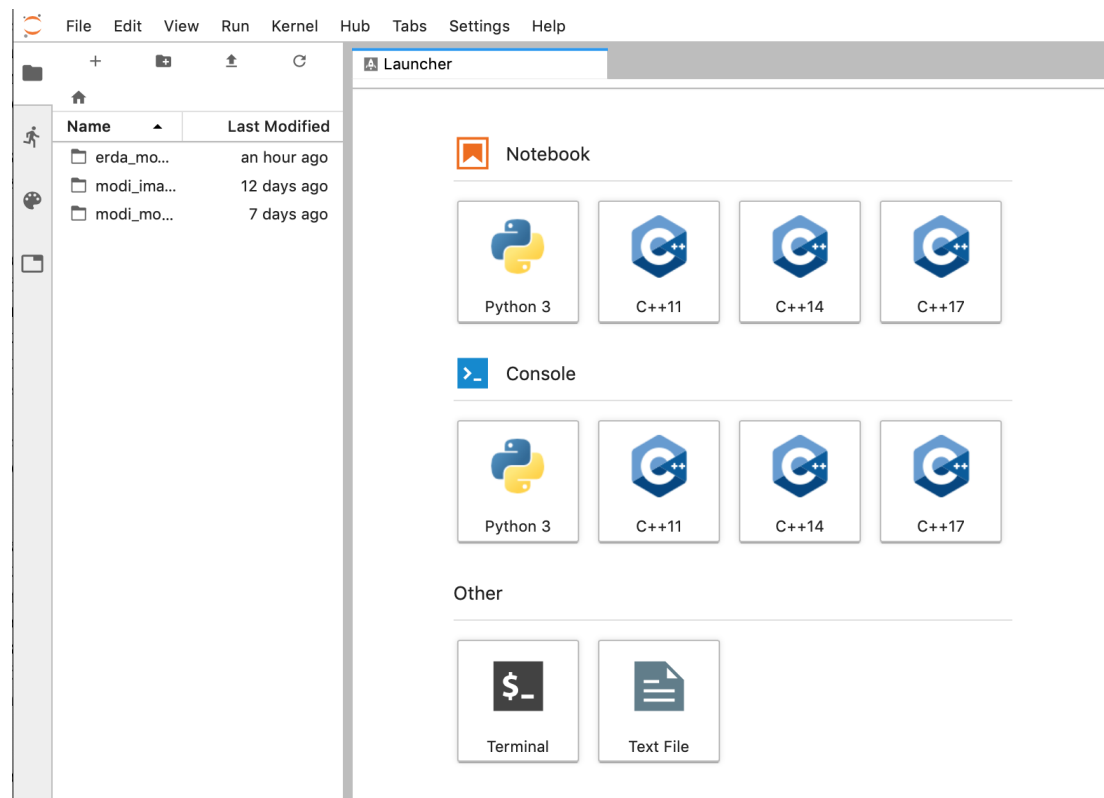 File Edit View Run Kernel Hub Tabs Settings Help
Launcher
Name Last Modified
erda_mo... an hour ago
modi_ima... 12 days ago
modi_mo... 7 days ago
Notebook
Python 3 C++11 C++14 C++17
Console
Python 3 C++11 C++14 C++17
Other
$_
Terminal Text File